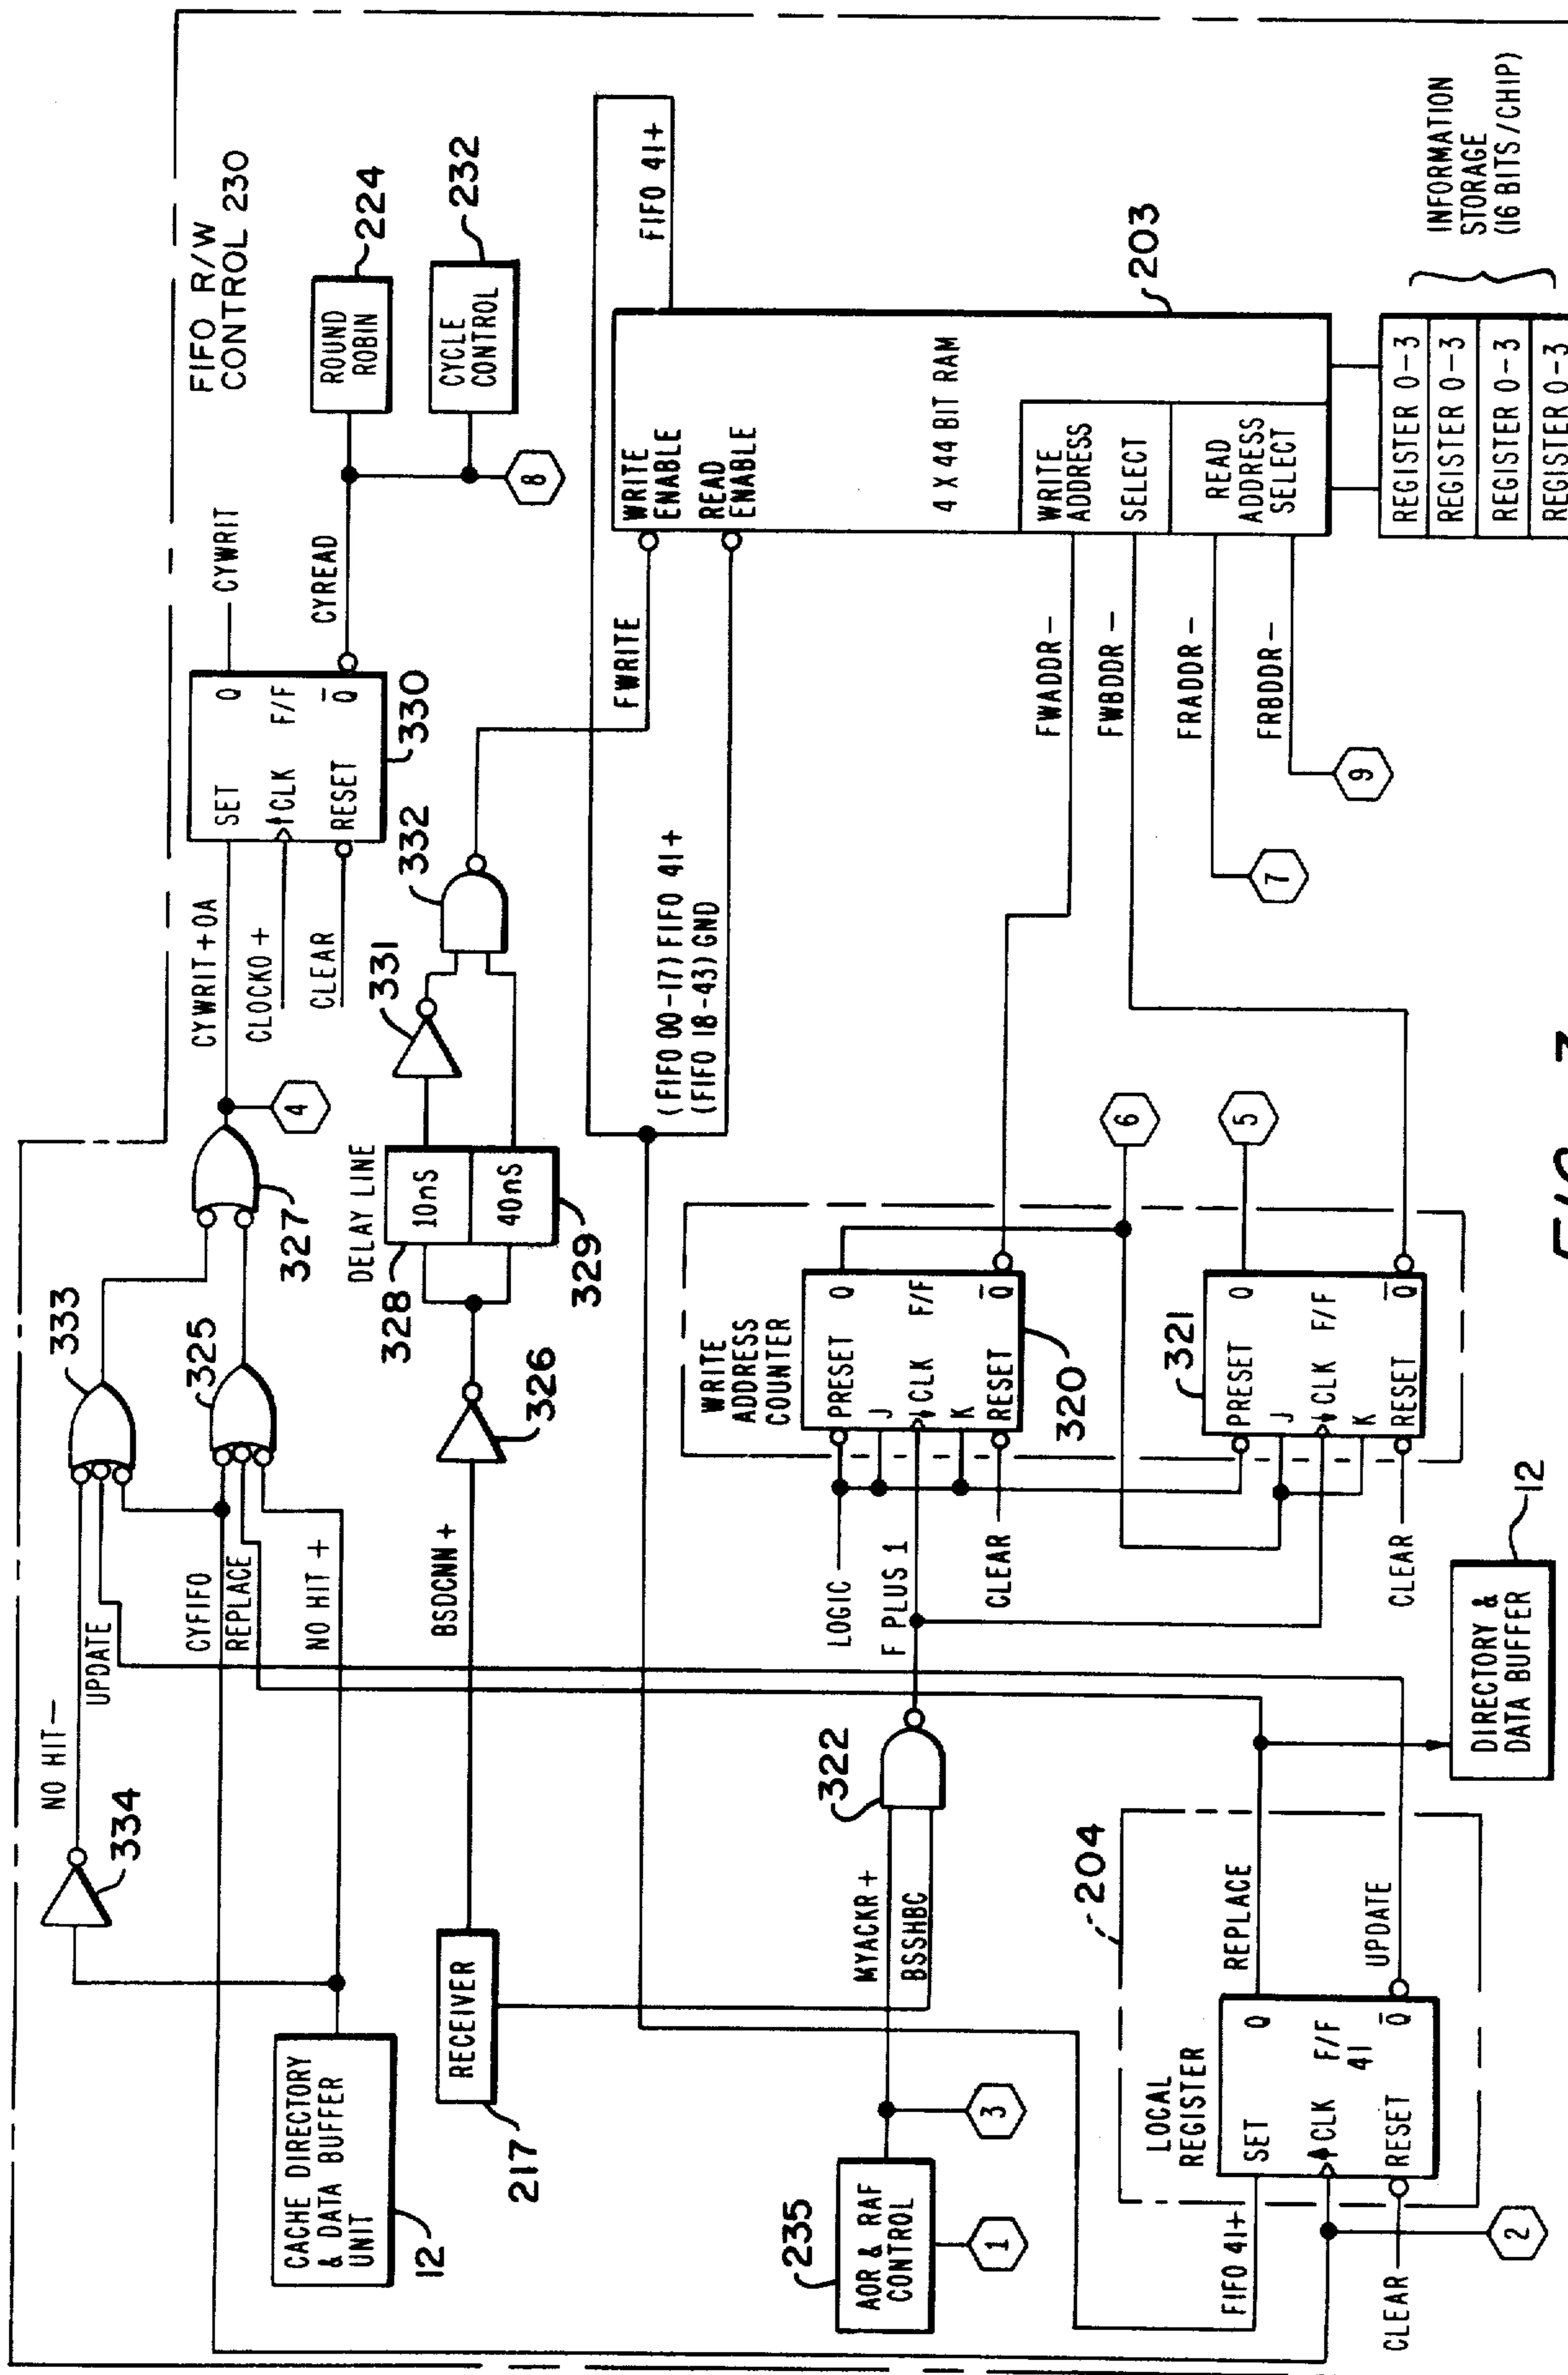 FIFO R/W
CONTROL 230
NO HIT-
334
333
UPDATE
CYFIFO
REPLACE
NO HIT +
325
327
4
CYWRIT+0A
CLOCK0 +
CLEAR
SET
Q
CLK F/F
RESET
Q
330
CYWRIT
CYREAD
ROUND
ROBIN
224
CYCLE
CONTROL
232
8
CACHE DIRECTORY
& DATA BUFFER
UNIT
12
RECEIVER
217
BSDCNN +
326
DELAY LINE
328
10nS
40nS
329
331
332
FWRITE
WRITE
ENABLE
READ
ENABLE
FIFO 41+
(FIFO 00-17) FIFO 41+
(FIFO 18-43) GND
4 X 44 BIT RAM
203
WRITE
ADDRESS
SELECT
READ
ADDRESS
SELECT
FWADDR-
FWBDDR-
FRADDR-
FRBDDR-
7
9
235
AOR & RAF
CONTROL
1
3
MYACKR+
BSSHBC
322
F PLUS 1
LOGIC
CLEAR
WRITE
ADDRESS
COUNTER
PRESET
Q
J
CLK F/F
K
RESET
Q
320
6
321
PRESET
Q
J
CLK F/F
K
RESET
Q
5
CLEAR
LOCAL
REGISTER
204
FIFO 41+
SET
Q
CLK F/F
41
RESET
Q
CLEAR
2
REPLACE
UPDATE
DIRECTORY &
DATA BUFFER
12
REGISTER 0-3
REGISTER 0-3
REGISTER 0-3
REGISTER 0-3
INFORMATION
STORAGE
(16 BITS/CHIP)